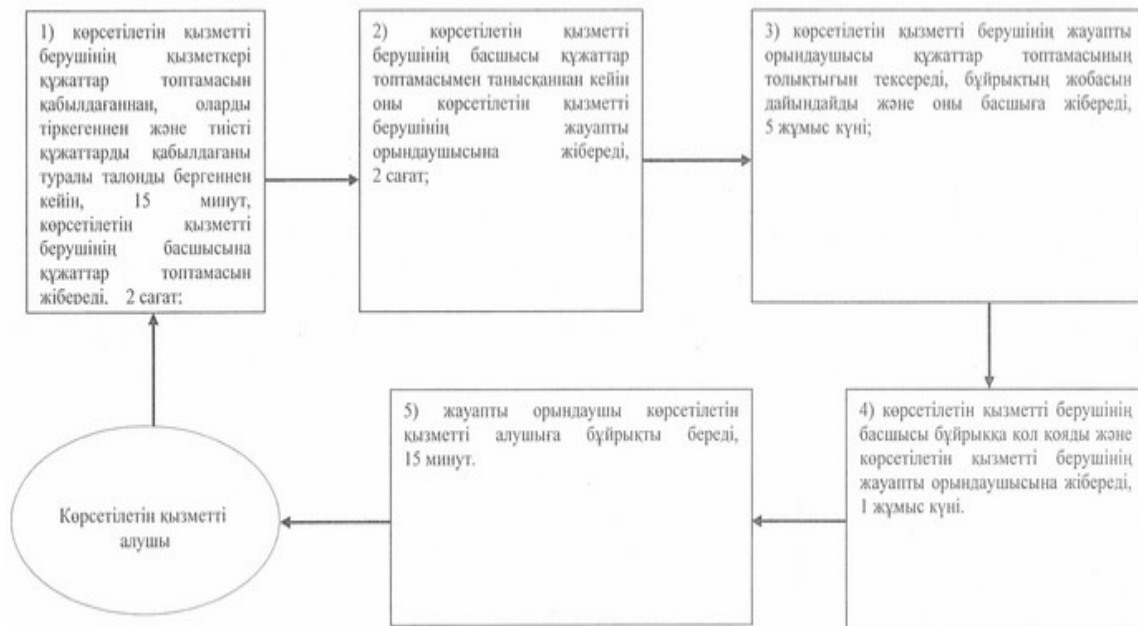 1) көрсетілетін қызметті
берушінің қызметкері
құжаттар топтамасын
қабылдағаннан, оларды
тіркегеннен және тиісті
құжаттарды қабылдағаны
туралы талонды бергеннен
кейін, 15 минут,
көрсетілетін қызметті
берушінің басшысына
құжаттар топтамасын
жібереді, 2 сағат;
2) көрсетілетін қызметті
берушінің басшысы құжаттар
топтамасымен танысқаннан кейін
оны көрсетілетін қызметті
берушінің жауапты
орындаушысына жібереді,
2 сағат;
3) көрсетілетін қызметті берушінің жауапты
орындаушысы құжаттар топтамасының
толықтығын тексереді, бұйрықтың жобасын
дайындайды және оны басшыға жібереді,
5 жұмыс күні;
4) көрсетілетін қызметті берушінің
басшысы бұйрыққа қол қояды және
көрсетілетін қызметті берушінің
жауапты орындаушысына жібереді,
1 жұмыс күні.
5) жауапты орындаушы көрсетілетін
қызметті алушыға бұйрықты береді,
15 минут.
Көрсетілетін қызметті
алушы